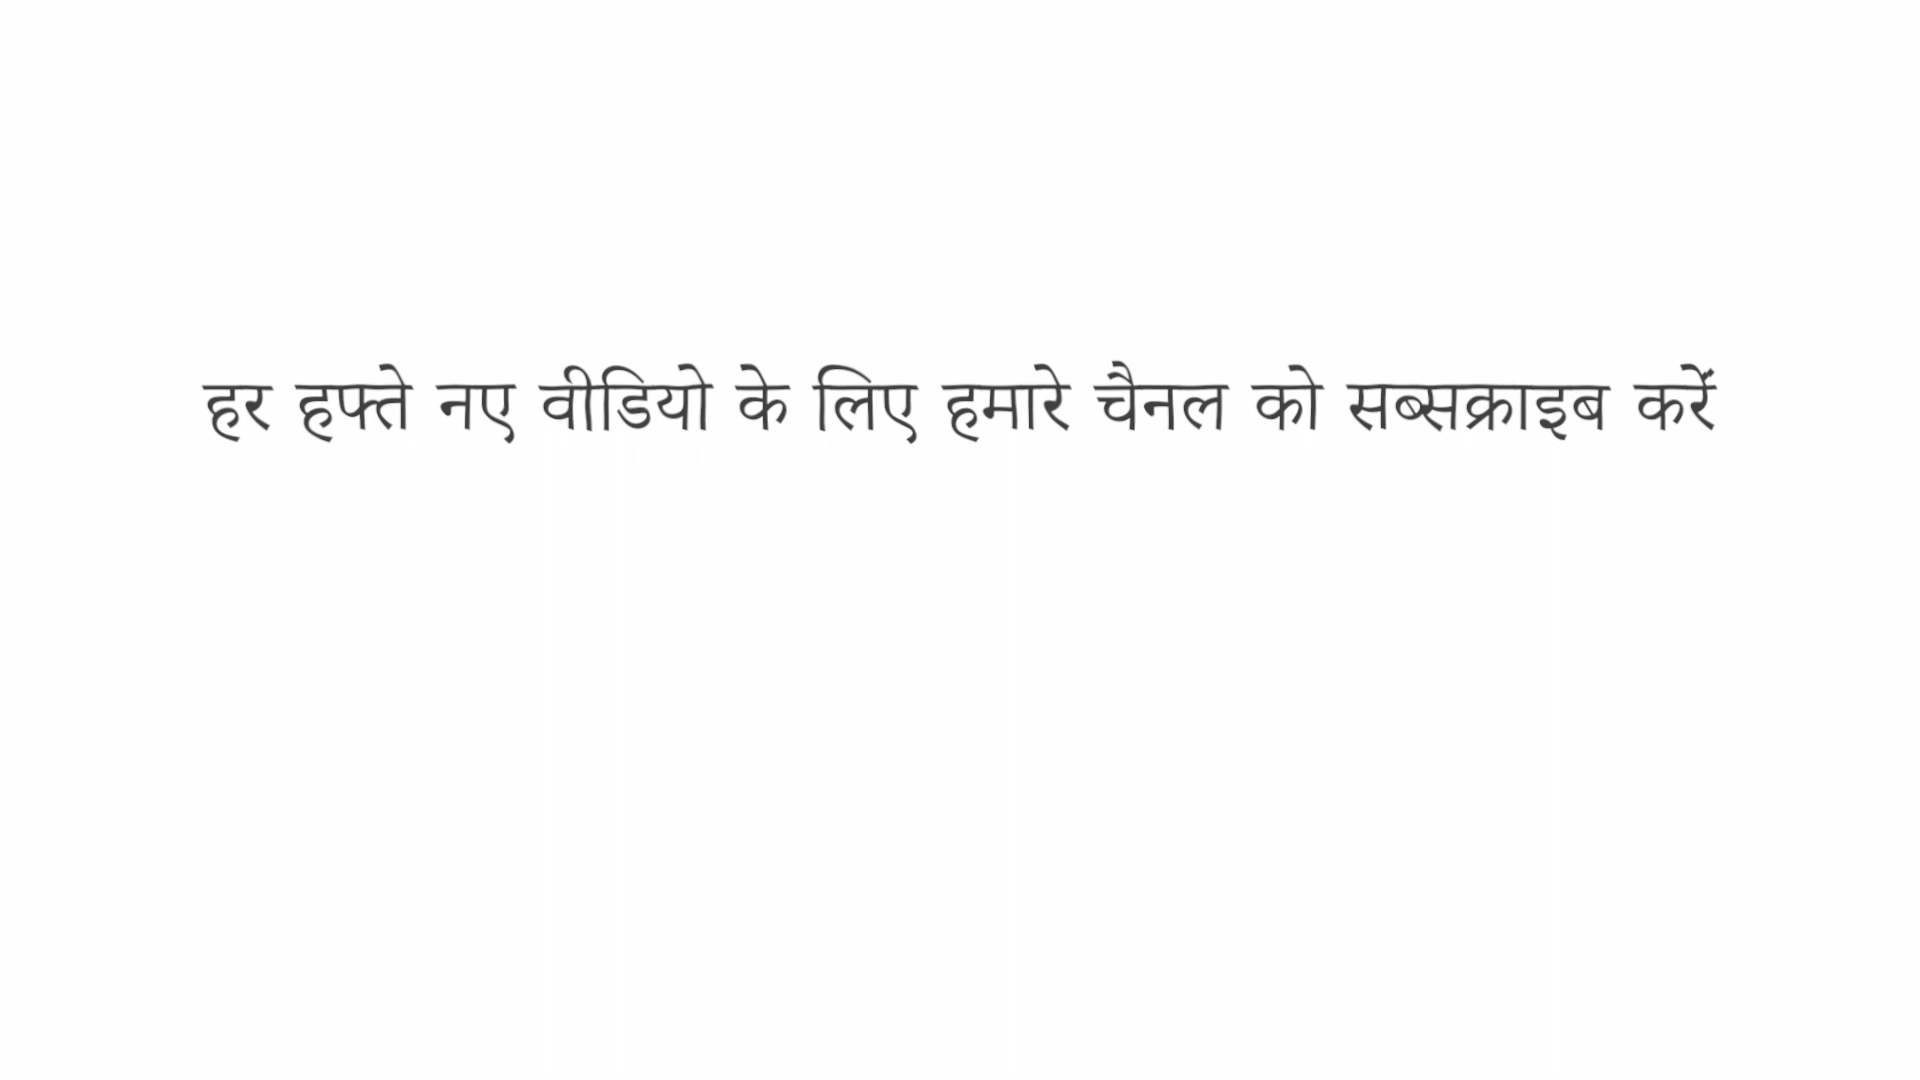 हर हफ्ते नए वीडियो के लिए हमारे चैनल को सब्सक्राइब करें